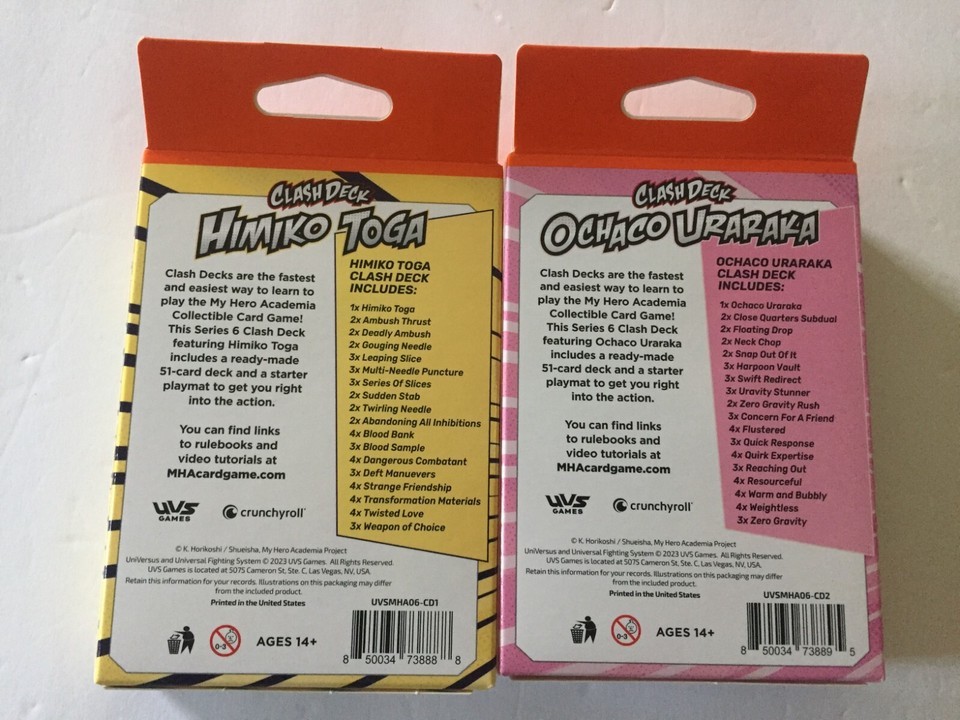 CLASH DECK
HIMIKO TOGA
Clash Decks are the fastest
and easiest way to learn to
play the My Hero Academia
Collectible Card Game!
This Series 6 Clash Deck
featuring Himiko Toga
includes a ready-made
51-card deck and a starter
playmat to get you right
into the action.
You can find links
to rulebooks and
video tutorials at
MHAcardgame.com
HIMIKO TOGA
CLASH DECK
INCLUDES:
1x Himiko Toga
2x Ambush Thrust
2x Deadly Ambush
2x Gouging Needle
3x Leaping Slice
3x Multi-Needle Puncture
3x Series Of Slices
2x Sudden Stab
2x Twirling Needle
2x Abandoning All Inhibitions
4x Blood Bank
3x Blood Sample
4x Dangerous Combatant
3x Deft Manuevers
4x Strange Friendship
4x Transformation Materials
4x Twisted Love
3x Weapon of Choice
UVS
GAMES
crunchyroll
© K. Horikoshi / Shueisha, My Hero Academia Project
UniVersus and Universal Fighting System © 2023 UVS Games. All Rights Reserved.
UVS Games is located at 5075 Cameron St, Ste. C, Las Vegas, NV, USA.
Retain this information for your records. Illustrations on this packaging may differ
from the included product.
Printed in the United States
UVSMHA06-CD1
0-3
AGES 14+
8 50034 73888 8
CLASH DECK
OCHACO URARAKA
Clash Decks are the fastest
and easiest way to learn to
play the My Hero Academia
Collectible Card Game!
This Series 6 Clash Deck
featuring Ochaco Uraraka
includes a ready-made
51-card deck and a starter
playmat to get you right
into the action.
You can find links
to rulebooks and
video tutorials at
MHAcardgame.com
OCHACO URARAKA
CLASH DECK
INCLUDES:
1x Ochaco Uraraka
2x Close Quarters Subdual
2x Floating Drop
2x Neck Chop
2x Snap Out Of It
3x Harpoon Vault
3x Swift Redirect
3x Uravity Stunner
2x Zero Gravity Rush
3x Concern For A Friend
4x Flustered
3x Quick Response
4x Quirk Expertise
3x Reaching Out
4x Resourceful
4x Warm and Bubbly
4x Weightless
3x Zero Gravity
UVS
GAMES
crunchyroll
© K. Horikoshi / Shueisha, My Hero Academia Project
UniVersus and Universal Fighting System © 2023 UVS Games. All Rights Reserved.
UVS Games is located at 5075 Cameron St, Ste. C, Las Vegas, NV, USA.
Retain this information for your records. Illustrations on this packaging may differ
from the included product.
Printed in the United States
UVSMHA06-CD2
0-3
AGES 14+
8 50034 73889 5